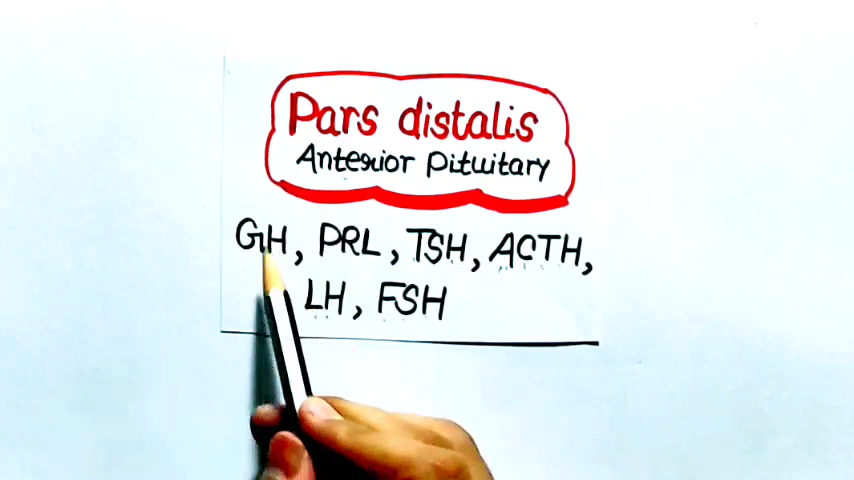 Pars distalis
Anterior Pituitary
GH, PRL, TSH, ACTH,
LH, FSH